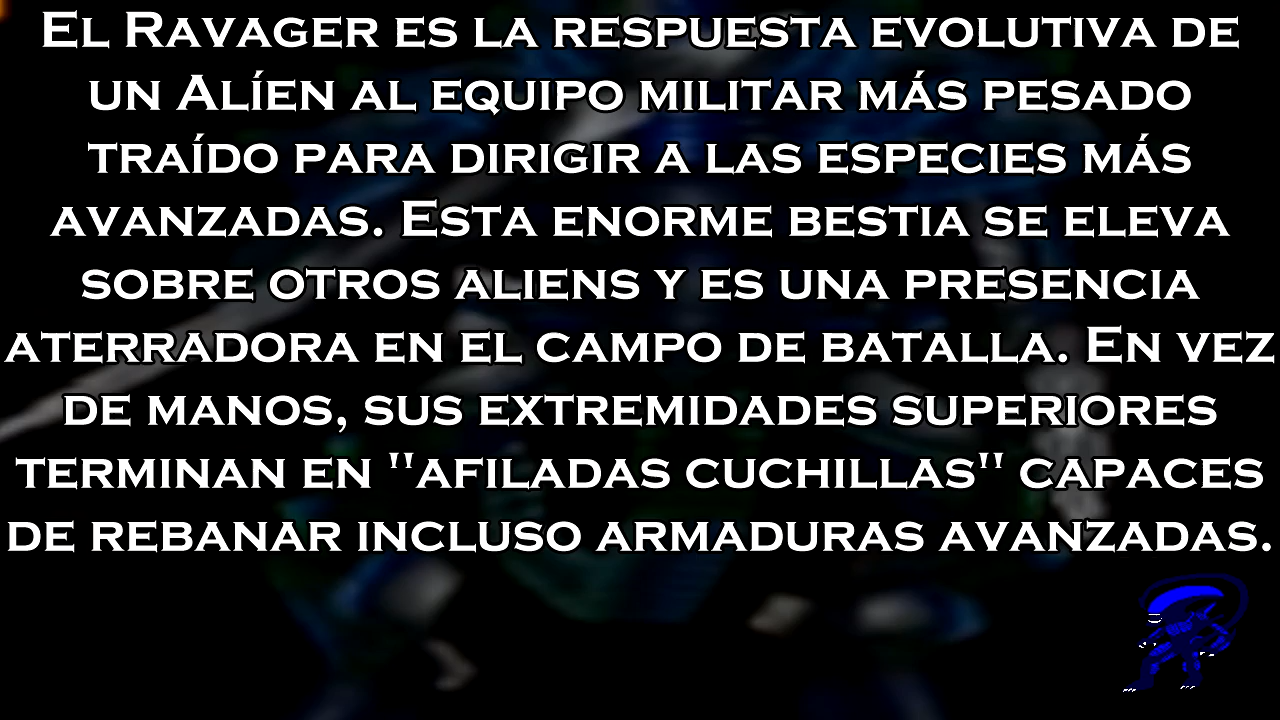 El Ravager es la respuesta evolutiva de
un Alíen al equipo militar más pesado
traído para dirigir a las especies más
avanzadas. Esta enorme bestia se eleva
sobre otros aliens y es una presencia
aterradora en el campo de batalla. En vez
de manos, sus extremidades superiores
terminan en "afiladas cuchillas" capaces
de rebanar incluso armaduras avanzadas.